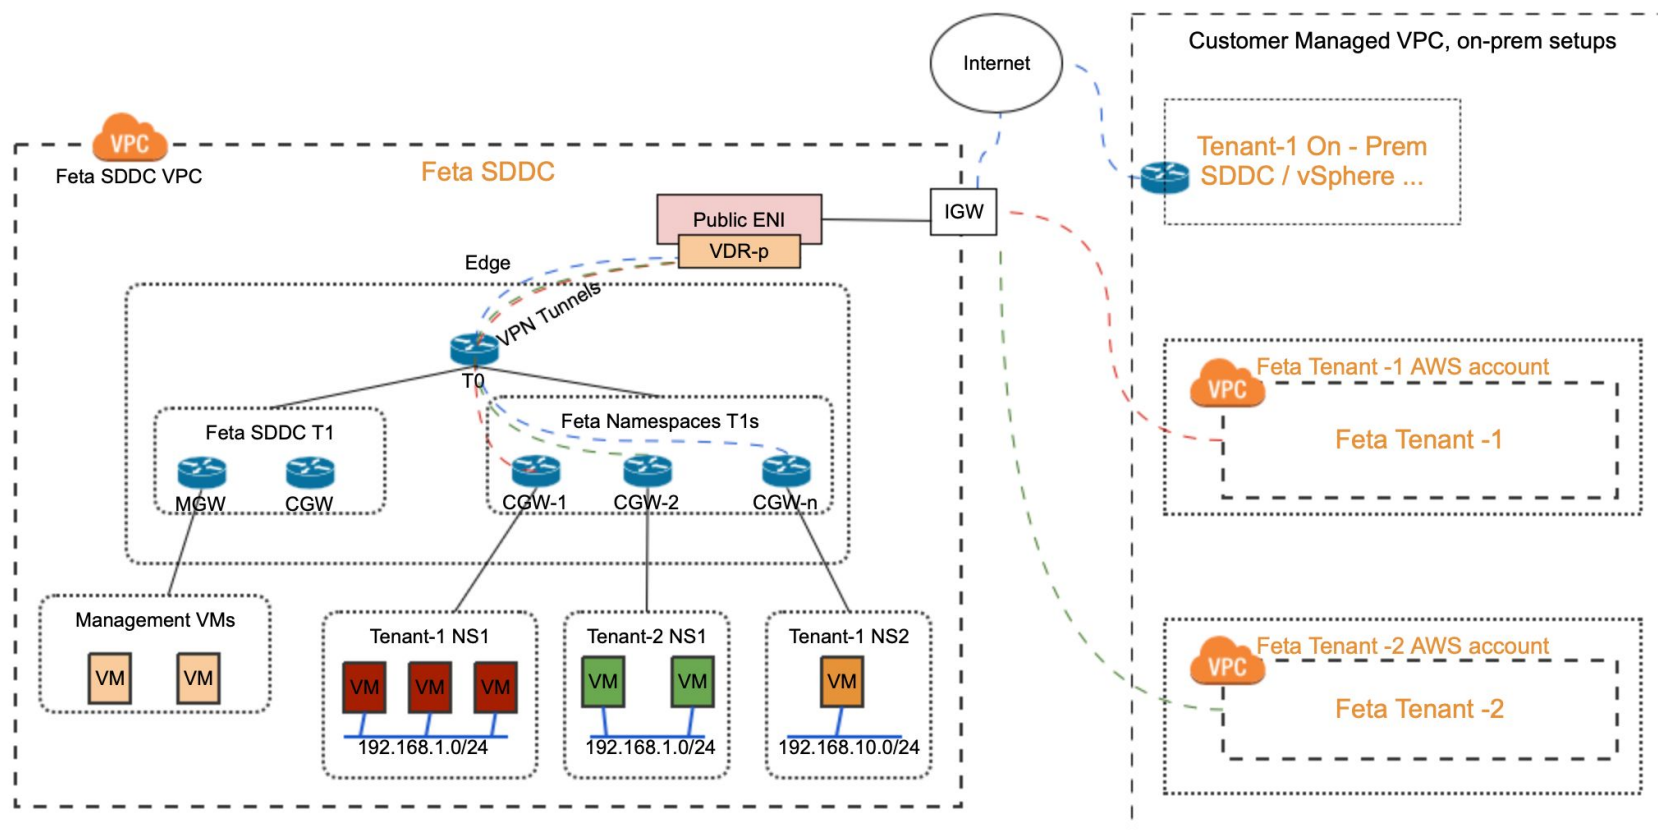 Internet
Customer Managed VPC, on-prem setups
Tenant-1 On - Prem
SDDC / vSphere ...
VPC
Feta SDDC VPC
Feta SDDC
Public ENI
VDR-p
IGW
Edge
VPN Tunnels
T0
Feta SDDC T1
MGW
CGW
Feta Namespaces T1s
CGW-1
CGW-2
CGW-n
Management VMs
VM
VM
Tenant-1 NS1
VM
VM
VM
192.168.1.0/24
Tenant-2 NS1
VM
VM
192.168.1.0/24
Tenant-1 NS2
VM
192.168.10.0/24
Feta Tenant -1 AWS account
VPC
Feta Tenant -1
Feta Tenant -2 AWS account
VPC
Feta Tenant -2